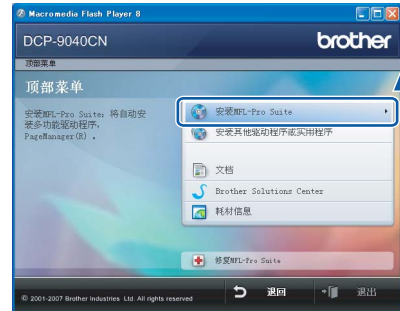 Macromedia Flash Player 8
DCP-9040CN
brother
顶部菜单
顶部菜单
安装MFL-Pro Suite：将自动安
装多功能驱动程序，
PageManager(R) 。
安装MFL-Pro Suite
安装其他驱动程序或实用程序
文档
Brother Solutions Center
耗材信息
修复MFL-Pro Suite
© 2001-2007 Brother Industries Ltd. All rights reserved
退回
退出